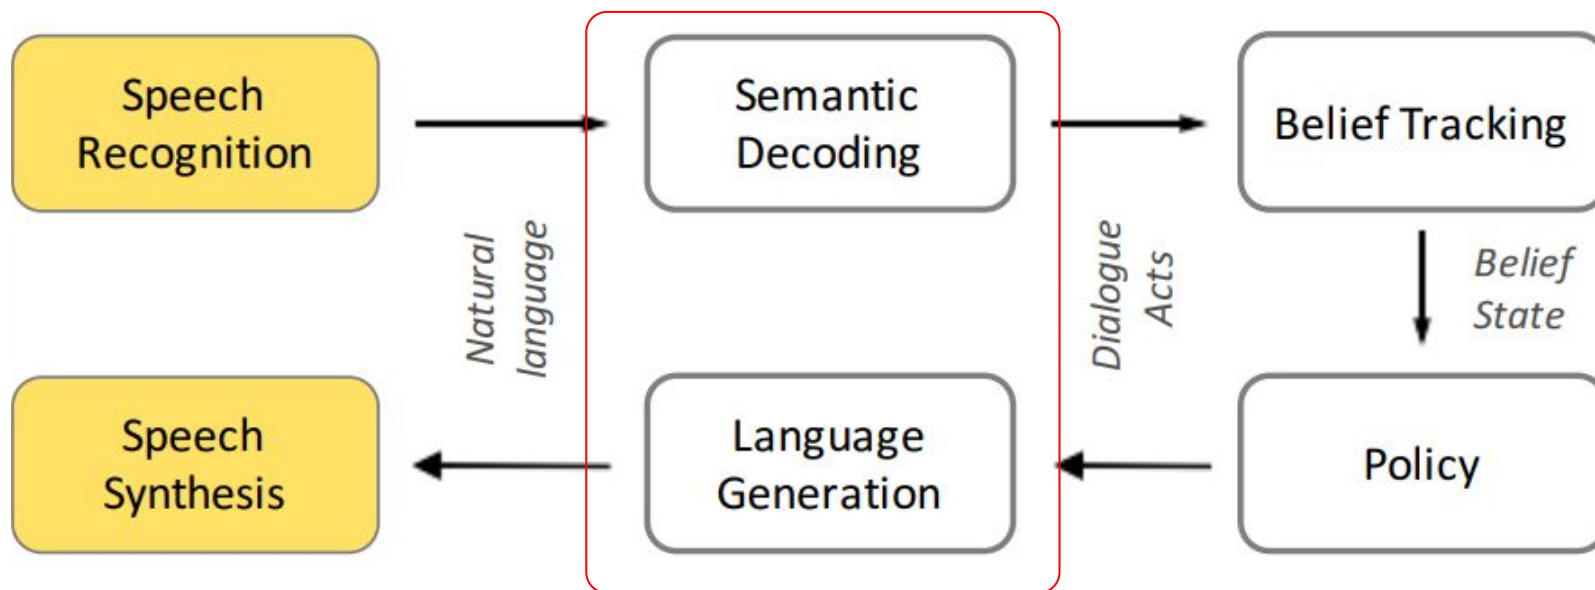 Speech
Recognition
Semantic
Decoding
Belief Tracking
Natural
language
Dialogue
Acts
Belief
State
Speech
Synthesis
Language
Generation
Policy